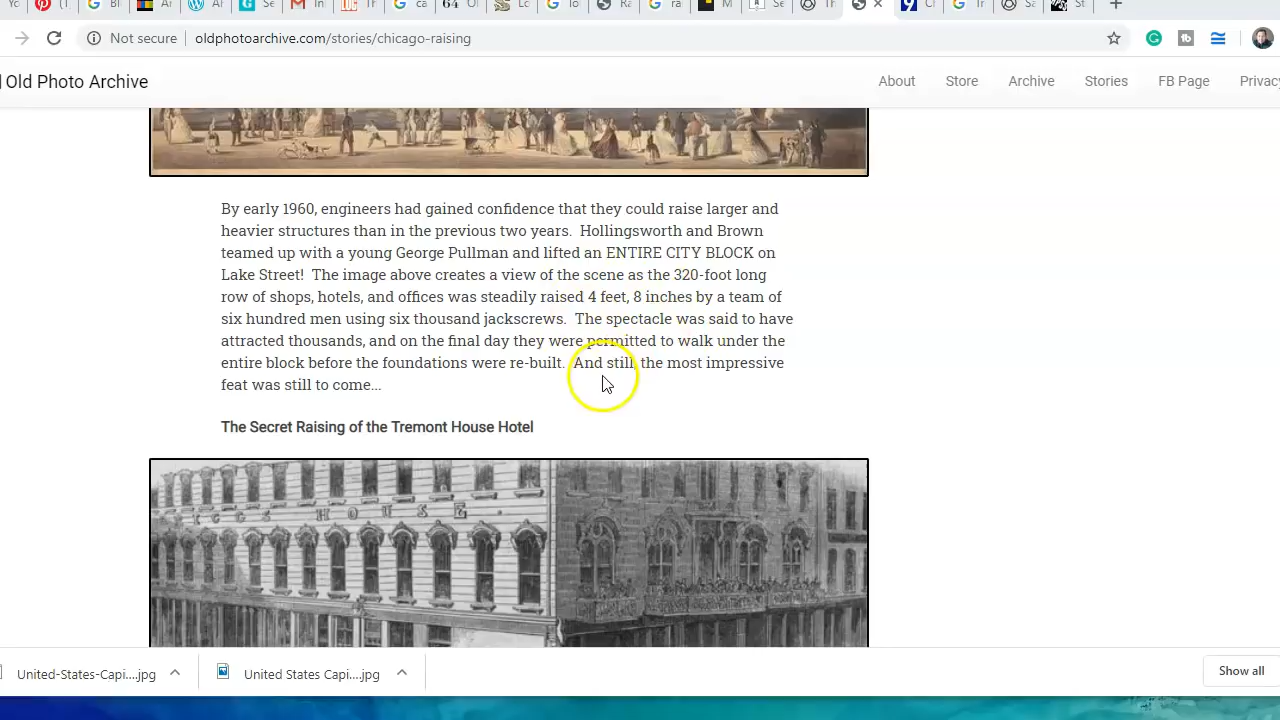 Not secure
oldphotoarchive.com/stories/chicago-raising
Old Photo Archive
About
Store
Archive
Stories
FB Page
Privacy
By early 1960, engineers had gained confidence that they could raise larger and
heavier structures than in the previous two years.  Hollingsworth and Brown
teamed up with a young George Pullman and lifted an ENTIRE CITY BLOCK on
Lake Street!  The image above creates a view of the scene as the 320-foot long
row of shops, hotels, and offices was steadily raised 4 feet, 8 inches by a team of
six hundred men using six thousand jackscrews.  The spectacle was said to have
attracted thousands, and on the final day they were permitted to walk under the
entire block before the foundations were re-built.  And still, the most impressive
feat was still to come...
The Secret Raising of the Tremont House Hotel
HOUSE.
United-States-Capi....jpg
United States Capi....jpg
Show all